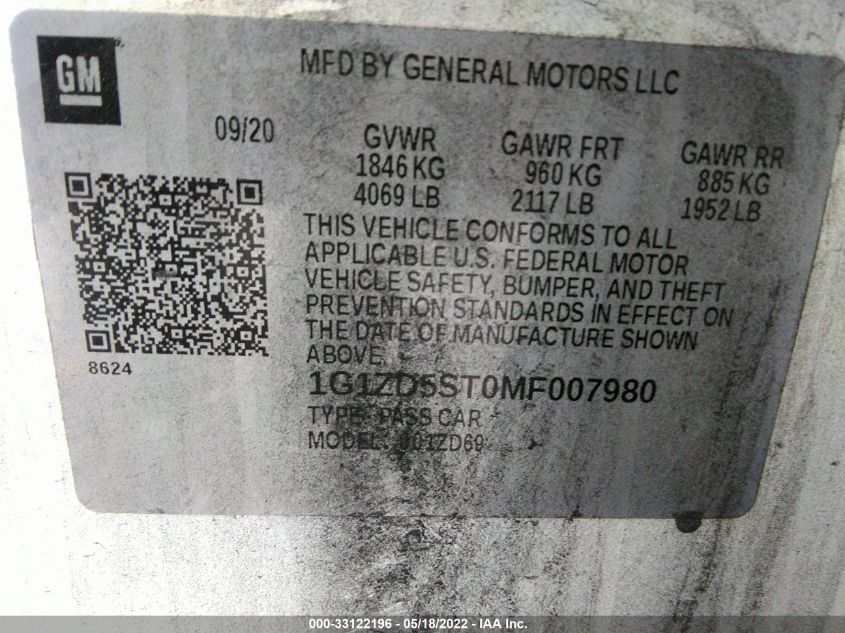 GM
MFD BY GENERAL MOTORS LLC
09/20
GVWR
1846 KG
4069 LB
GAWR FRT
960 KG
2117 LB
GAWR RR
885 KG
1952 LB
THIS VEHICLE CONFORMS TO ALL
APPLICABLE U.S. FEDERAL MOTOR
VEHICLE SAFETY, BUMPER, AND THEFT
PREVENTION STANDARDS IN EFFECT ON
THE DATE OF MANUFACTURE SHOWN
ABOVE.
8624
1G1ZD5ST0MF007980
TYPE: PASS CAR
MODEL:
000-33122196 - 05/18/2022 - IAA Inc.